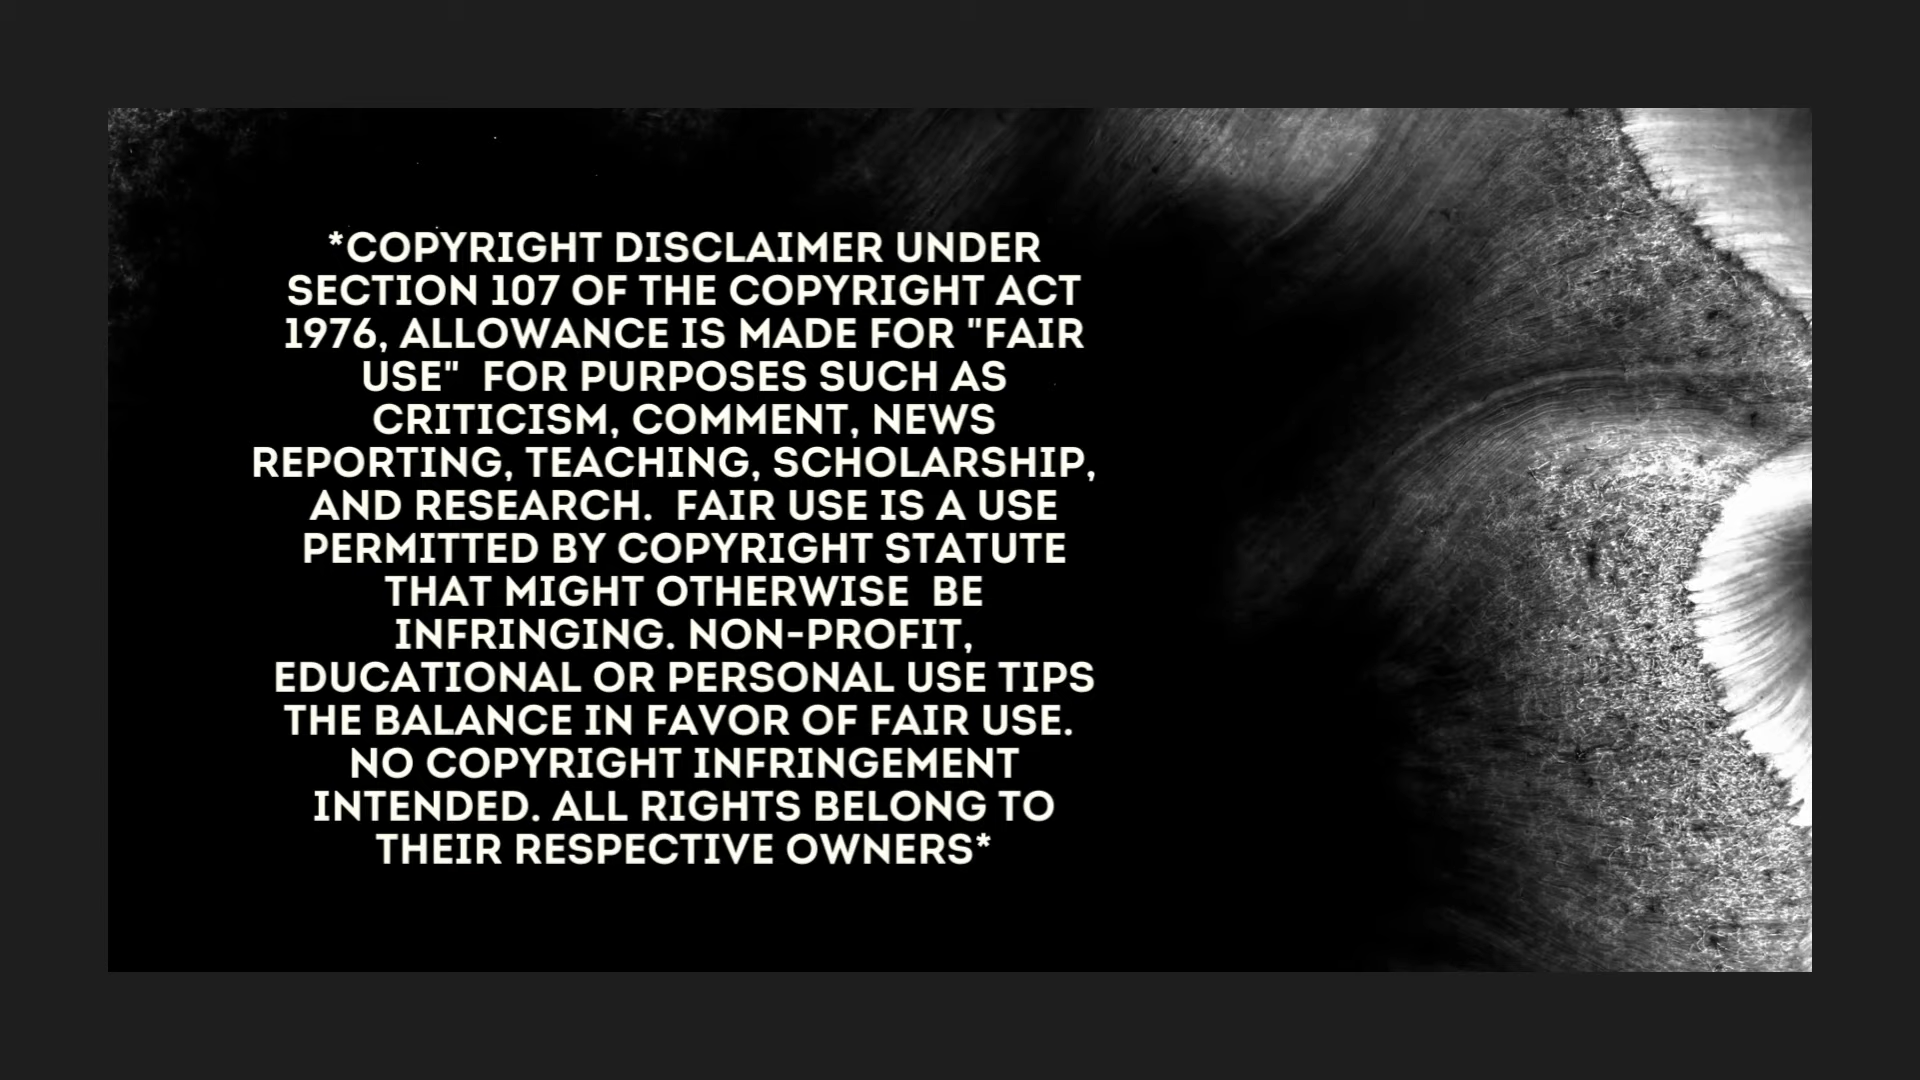 *COPYRIGHT DISCLAIMER UNDER
SECTION 107 OF THE COPYRIGHT ACT
1976, ALLOWANCE IS MADE FOR "FAIR
USE"  FOR PURPOSES SUCH AS
CRITICISM, COMMENT, NEWS
REPORTING, TEACHING, SCHOLARSHIP,
AND RESEARCH.  FAIR USE IS A USE
PERMITTED BY COPYRIGHT STATUTE
THAT MIGHT OTHERWISE  BE
INFRINGING. NON-PROFIT,
EDUCATIONAL OR PERSONAL USE TIPS
THE BALANCE IN FAVOR OF FAIR USE.
NO COPYRIGHT INFRINGEMENT
INTENDED. ALL RIGHTS BELONG TO
THEIR RESPECTIVE OWNERS*